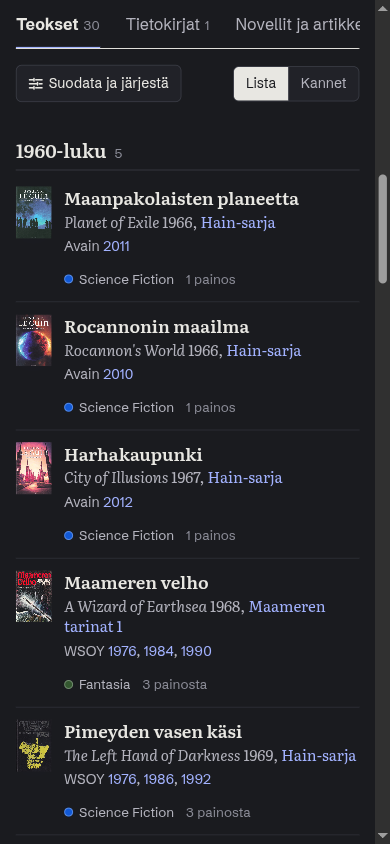 Teokset 30 Tietokirjat 1 Novellit ja artikke
Suodata ja järjestä Lista Kannet
1960-luku 5
Maanpakolaisten planeetta
Planet of Exile 1966, Hain-sarja
Avain 2011
Science Fiction 1 painos
Rocannonin maailma
Rocannon's World 1966, Hain-sarja
Avain 2010
Science Fiction 1 painos
Harhakaupunki
City of Illusions 1967, Hain-sarja
Avain 2012
Science Fiction 1 painos
Maameren velho
A Wizard of Earthsea 1968, Maameren
tarinat 1
WSOY 1976, 1984, 1990
Fantasia 3 painosta
Pimeyden vasen käsi
The Left Hand of Darkness 1969, Hain-sarja
WSOY 1976, 1986, 1992
Science Fiction 3 painosta